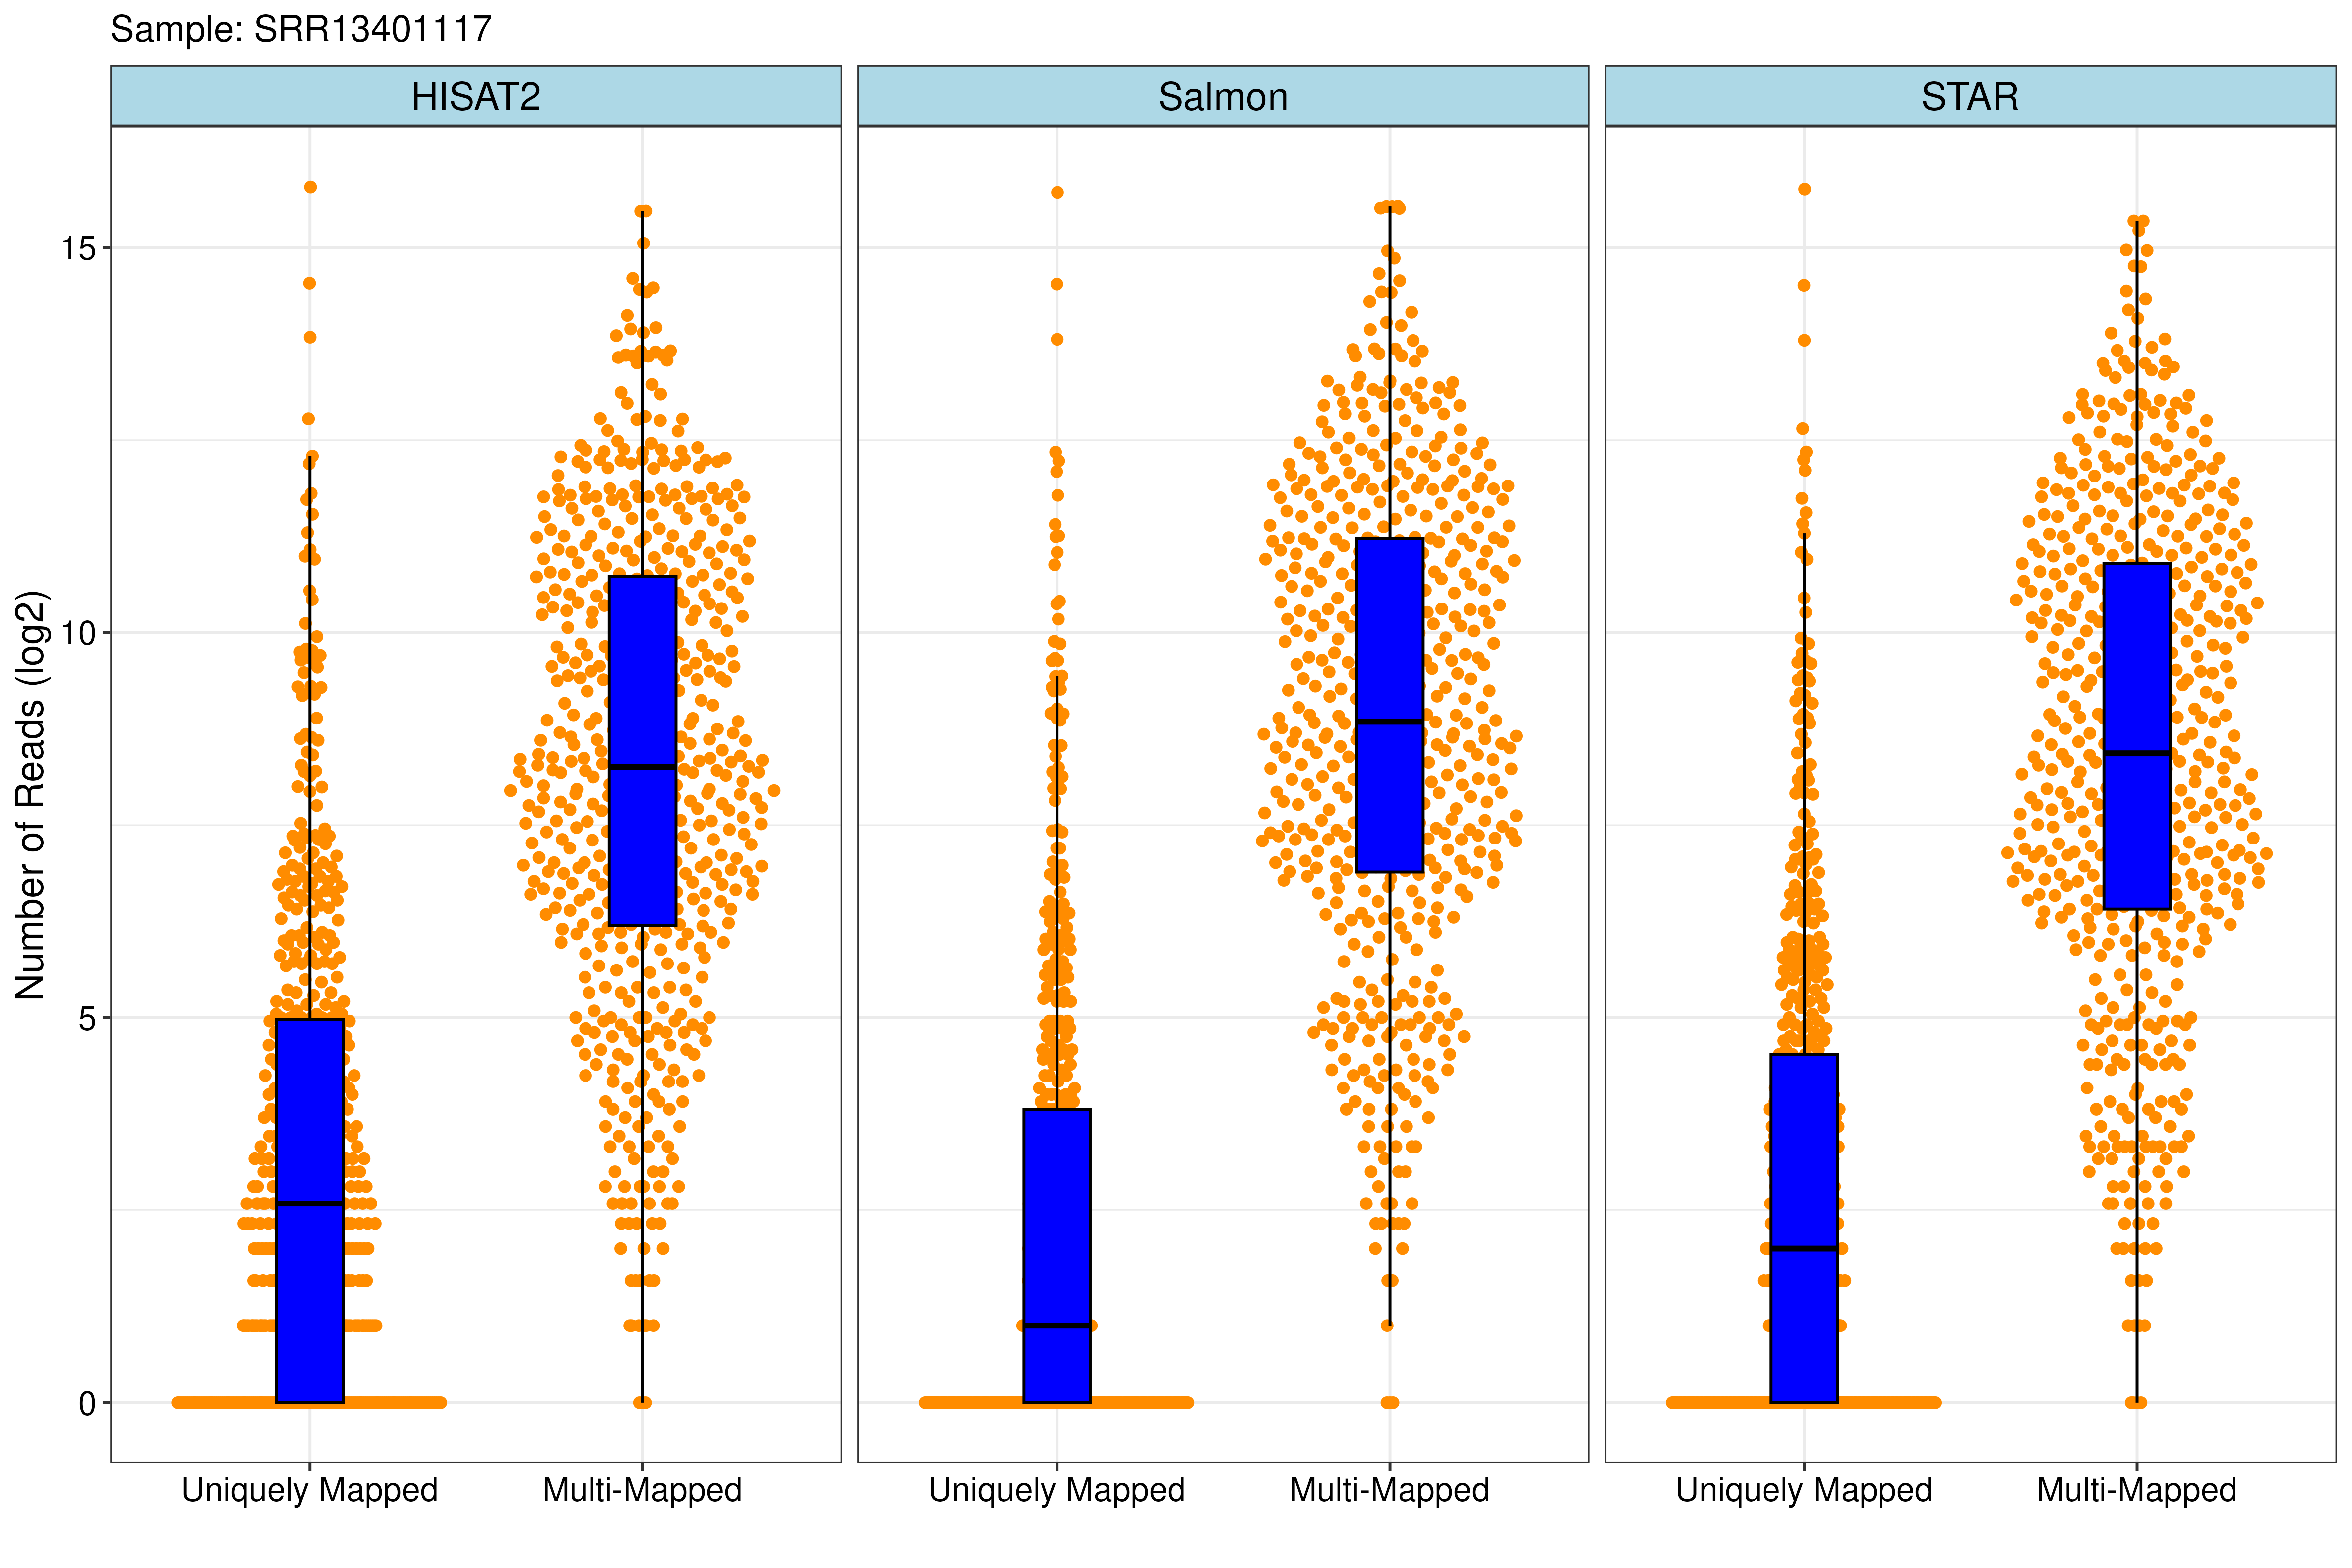 Sample: SRR13401117
HISAT2
Salmon
STAR
Number of Reads (log2)
15
10
5
0
Uniquely Mapped
Multi-Mapped
Uniquely Mapped
Multi-Mapped
Uniquely Mapped
Multi-Mapped